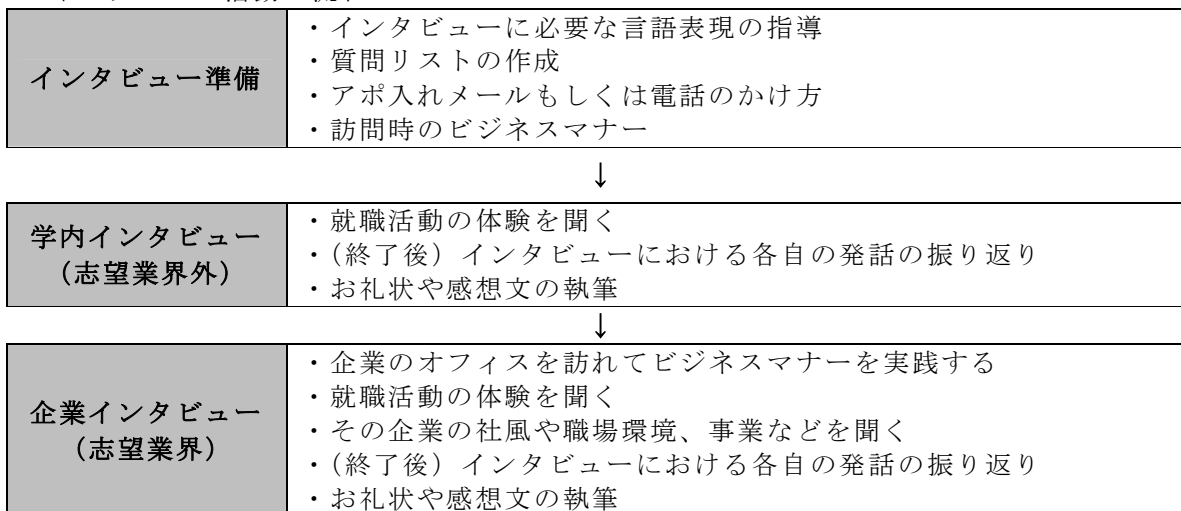 インタビュー準備
・インタビューに必要な言語表現の指導
・質問リストの作成
・アポ入れメールもしくは電話のかけ方
・訪問時のビジネスマナー
↓
学内インタビュー
(志望業界外)
・就職活動の体験を聞く
・(終了後)インタビューにおける各自の発話の振り返り
・お礼状や感想文の執筆
↓
企業インタビュー
(志望業界)
・企業のオフィスを訪れてビジネスマナーを実践する
・就職活動の体験を聞く
・その企業の社風や職場環境、事業などを聞く
・(終了後)インタビューにおける各自の発話の振り返り
・お礼状や感想文の執筆